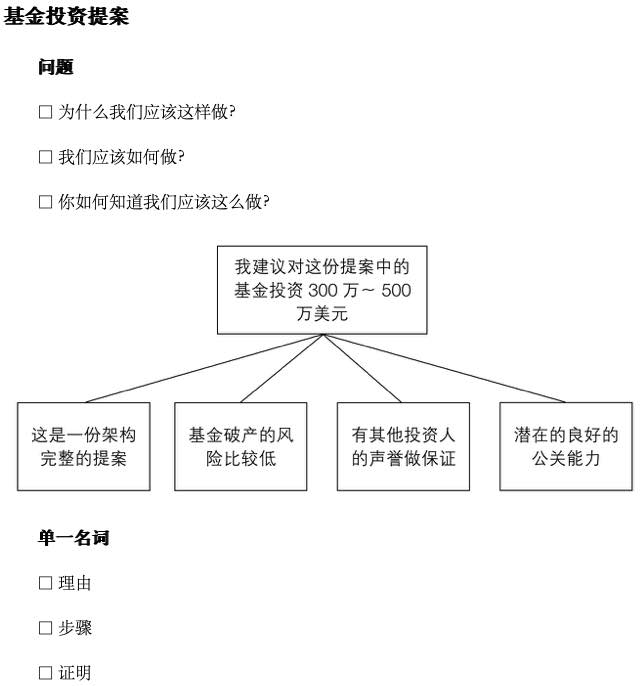 基金投资提案
问题
□ 为什么我们应该这样做?
□ 我们应该如何做?
□ 你如何知道我们应该这么做?
我建议对这份提案中的
基金投资 300 万～ 500
万美元
这是一份架构
完整的提案
基金破产的风
险比较低
有其他投资人
的声誉做保证
潜在的良好的
公关能力
单一名词
□ 理由
□ 步骤
□ 证明